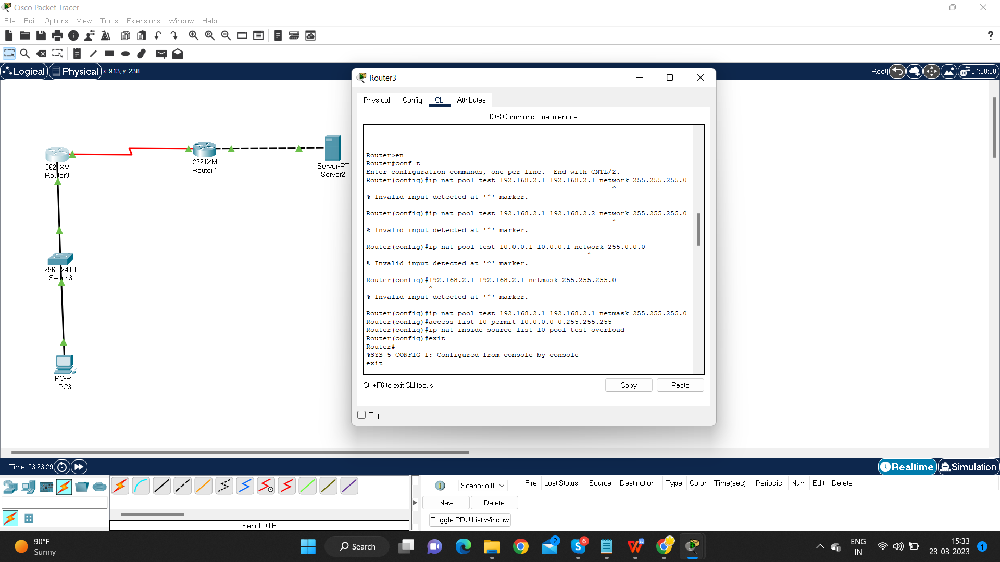 Cisco Packet Tracer
File Edit Options View Tools Extensions Window Help
Logical Physical x: 913, y: 238
[Root] 04:28:00
Router3
Physical Config CLI Attributes
IOS Command Line Interface
Router>en
Router#conf t
Enter configuration commands, one per line.  End with CNTL/Z.
Router(config)#ip nat pool test 192.168.2.1 192.168.2.1 network 255.255.255.0
^
% Invalid input detected at '^' marker.
Router(config)#ip nat pool test 192.168.2.1 192.168.2.2 network 255.255.255.0
^
% Invalid input detected at '^' marker.
Router(config)#ip nat pool test 10.0.0.1 10.0.0.1 network 255.0.0.0
^
% Invalid input detected at '^' marker.
Router(config)#192.168.2.1 192.168.2.1 netmask 255.255.255.0
^
% Invalid input detected at '^' marker.
Router(config)#ip nat pool test 192.168.2.1 192.168.2.1 netmask 255.255.255.0
Router(config)#access-list 10 permit 10.0.0.0 0.255.255.255
Router(config)#ip nat inside source list 10 pool test overload
Router(config)#exit
Router#
%SYS-5-CONFIG_I: Configured from console by console
exit
Ctrl+F6 to exit CLI focus
Copy Paste
Top
2621XM
Router3
2621XM
Router4
Server-PT
Server2
2960-24TT
Switch3
PC-PT
PC3
Time: 03:23:29
Realtime Simulation
Serial DTE
1 Scenario 0
New Delete
Toggle PDU List Window
Fire Last Status Source Destination Type Color Time(sec) Periodic Num Edit Delete
90°F
Sunny
Search
2
6
ENG
IN
15:33
23-03-2023
1